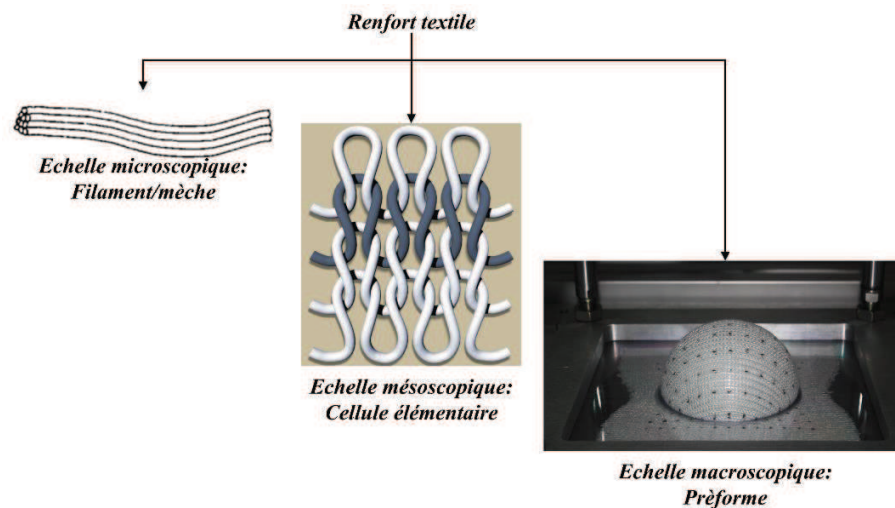 Renfort textile
Echelle microscopique:
Filament/mèche
Echelle mésoscopique:
Cellule élémentaire
Echelle macroscopique:
Prèforme